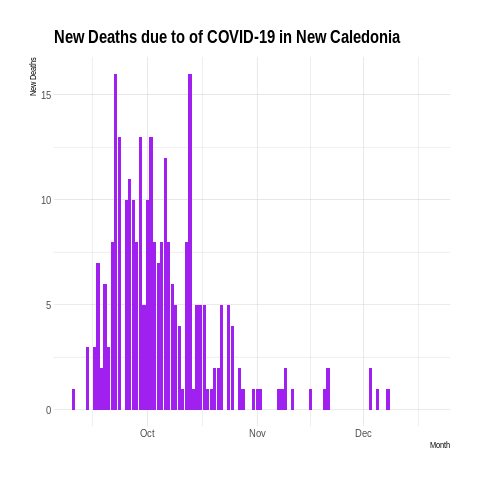 New Deaths due to of COVID-19 in New Caledonia
New Deaths
15
10
5
0
Oct
Nov
Dec
Month